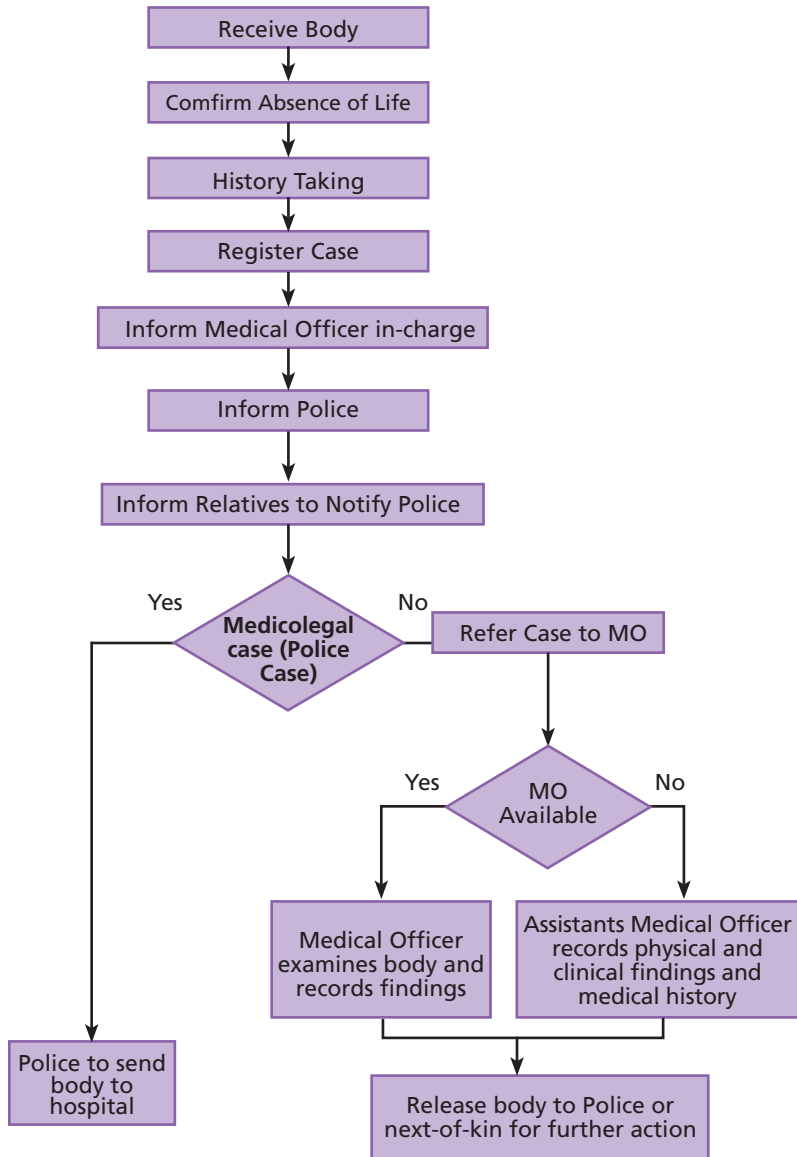 Receive Body
Comfirm Absence of Life
History Taking
Register Case
Inform Medical Officer in-charge
Inform Police
Inform Relatives to Notify Police
Yes
No
Medicolegal
case (Police
Case)
Refer Case to MO
Yes
No
MO
Available
Medical Officer
examines body and
records findings
Assistants Medical Officer
records physical and
clinical findings and
medical history
Police to send
body to
hospital
Release body to Police or
next-of-kin for further action